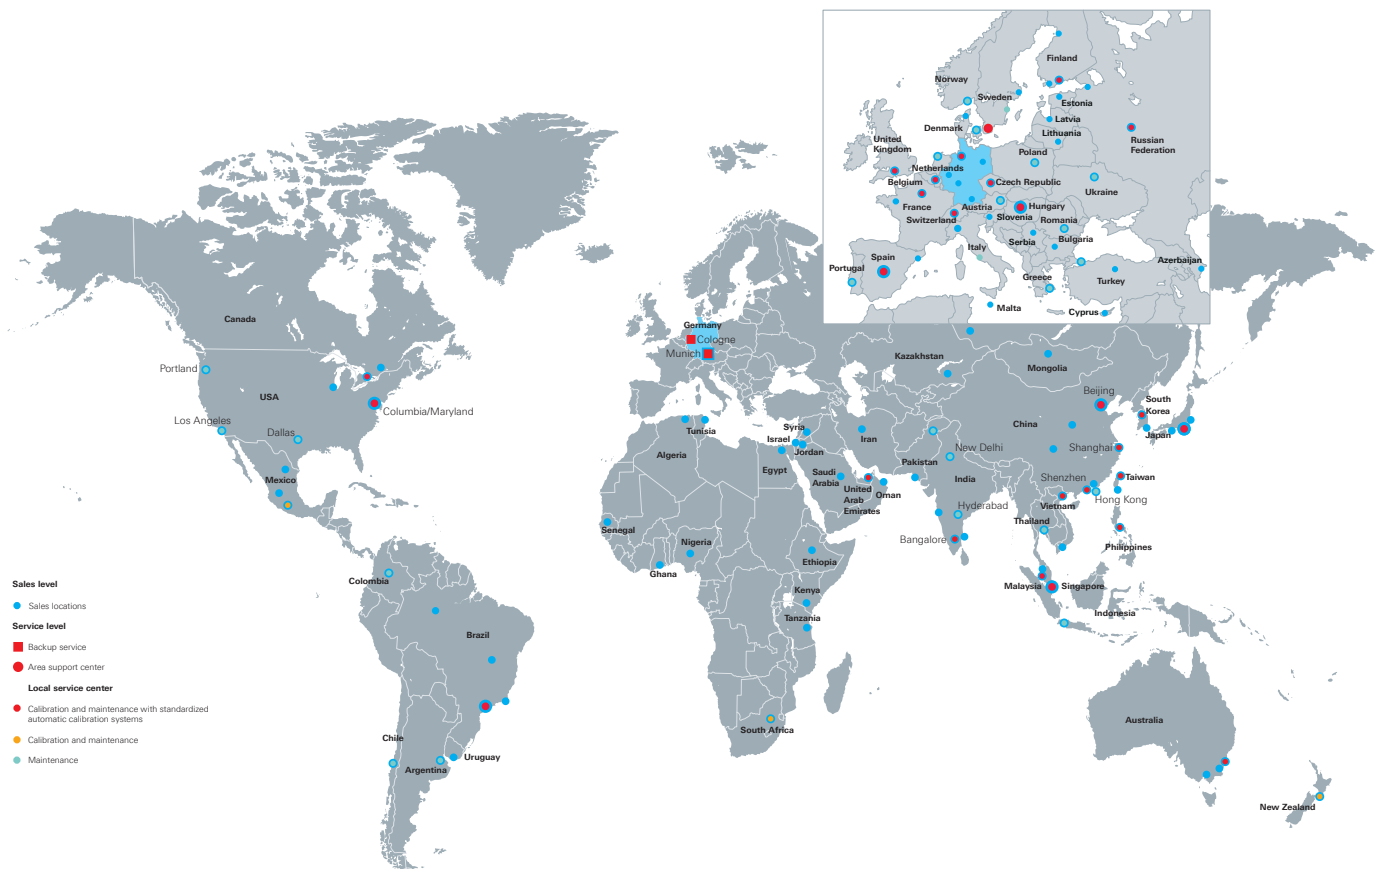 Finland
Norway
Sweden
Estonia
Latvia
Denmark
Lithuania
United
Kingdom
Russian
Federation
Poland
Netherlands
Belgium
Czech Republic
Ukraine
France
Austria
Hungary
Switzerland
Slovenia
Romania
Serbia
Bulgaria
Italy
Spain
Azerbaijan
Portugal
Greece
Turkey
Malta
Cyprus
Canada
Germany
Cologne
Munich
Kazakhstan
Mongolia
Portland
USA
Columbia/Maryland
Los Angeles
Dallas
Mexico
Beijing
South
Korea
China
Japan
Shanghai
Tunisia
Algeria
Syria
Israel
Jordan
Egypt
Iran
Saudi
Arabia
United
Arab
Emirates
Oman
Pakistan
New Delhi
India
Shenzhen
Taiwan
Hong Kong
Vietnam
Hyderabad
Thailand
Bangalore
Philippines
Senegal
Nigeria
Ghana
Ethiopia
Kenya
Tanzania
Malaysia
Singapore
Indonesia
Colombia
Brazil
Sales level
Sales locations
Service level
Backup service
Area support center
Local service center
Calibration and maintenance with standardized
automatic calibration systems
Calibration and maintenance
Maintenance
Chile
Uruguay
Argentina
South Africa
Australia
New Zealand